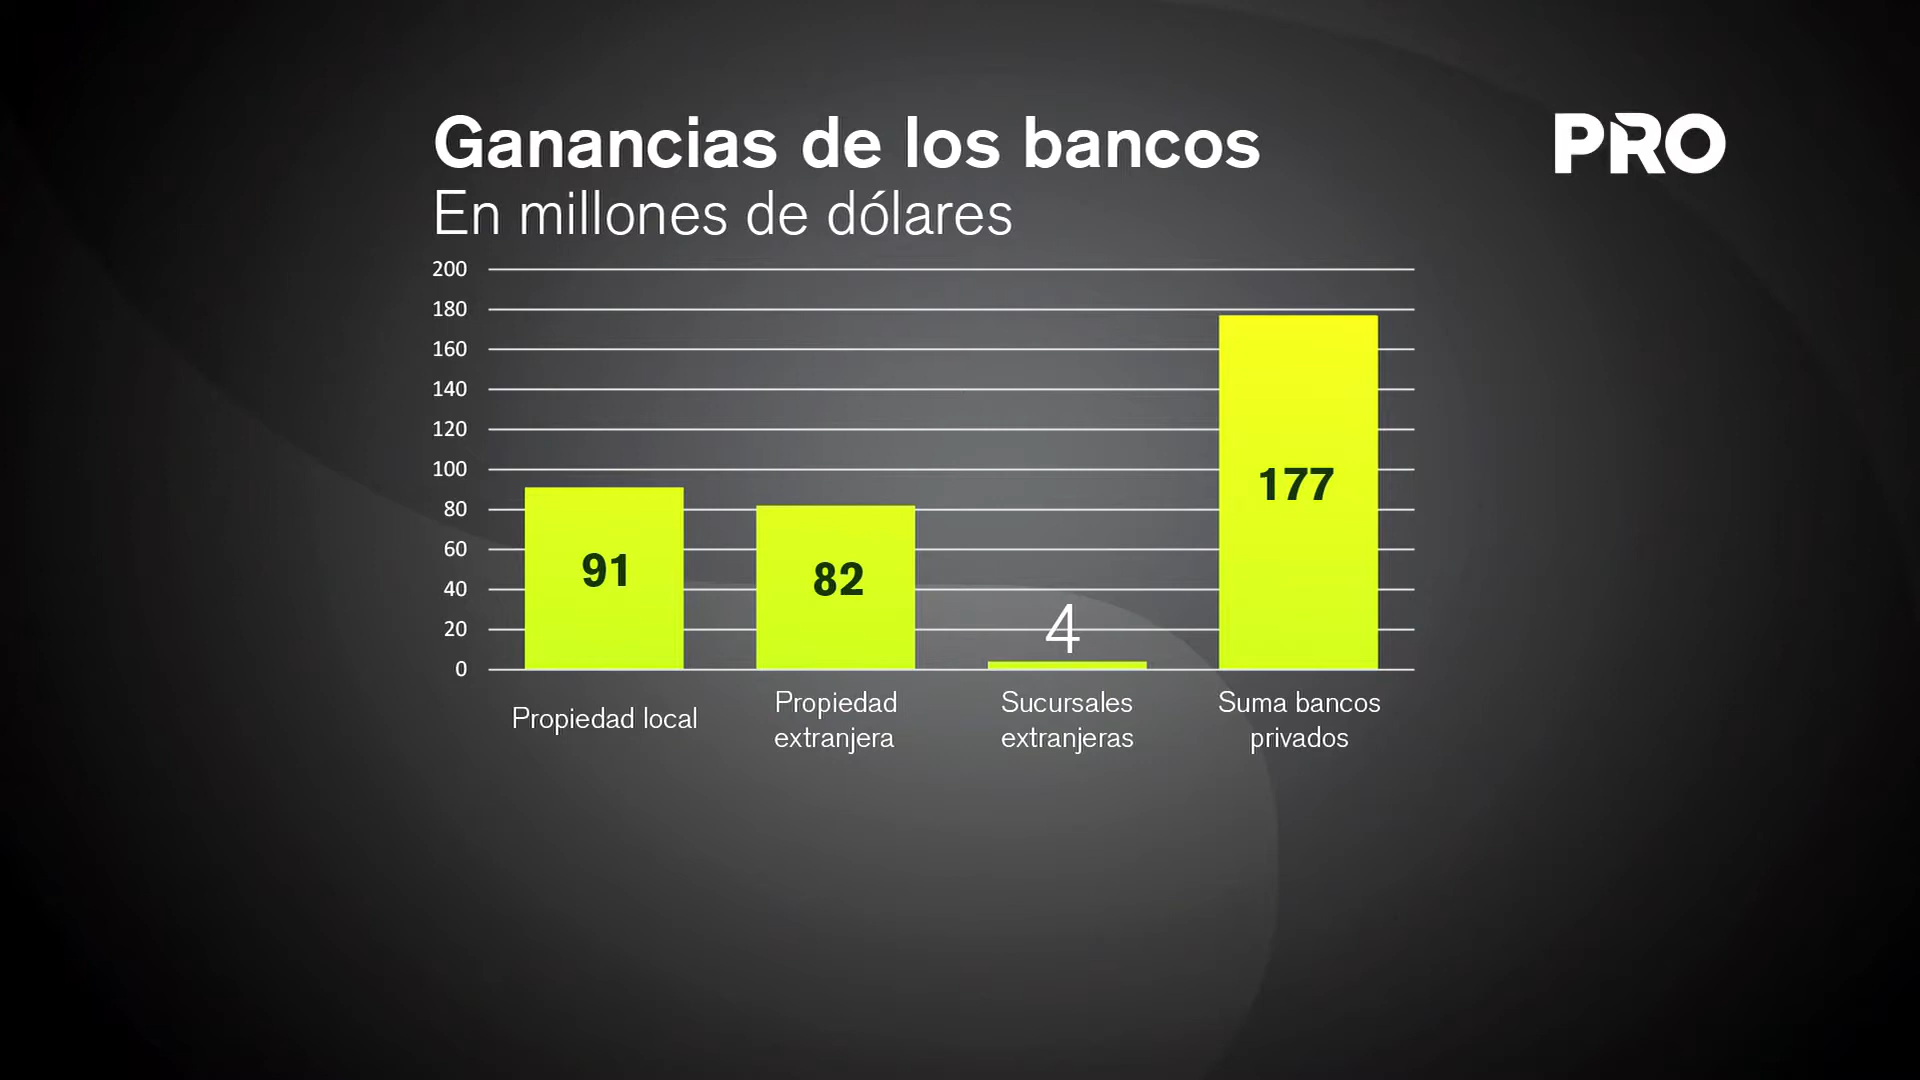 Ganancias de los bancos
PRO
En millones de dólares
200
180
160
140
120
100
80
60
40
20
0
91
82
4
177
Propiedad local
Propiedad
extranjera
Sucursales
extranjeras
Suma bancos
privados